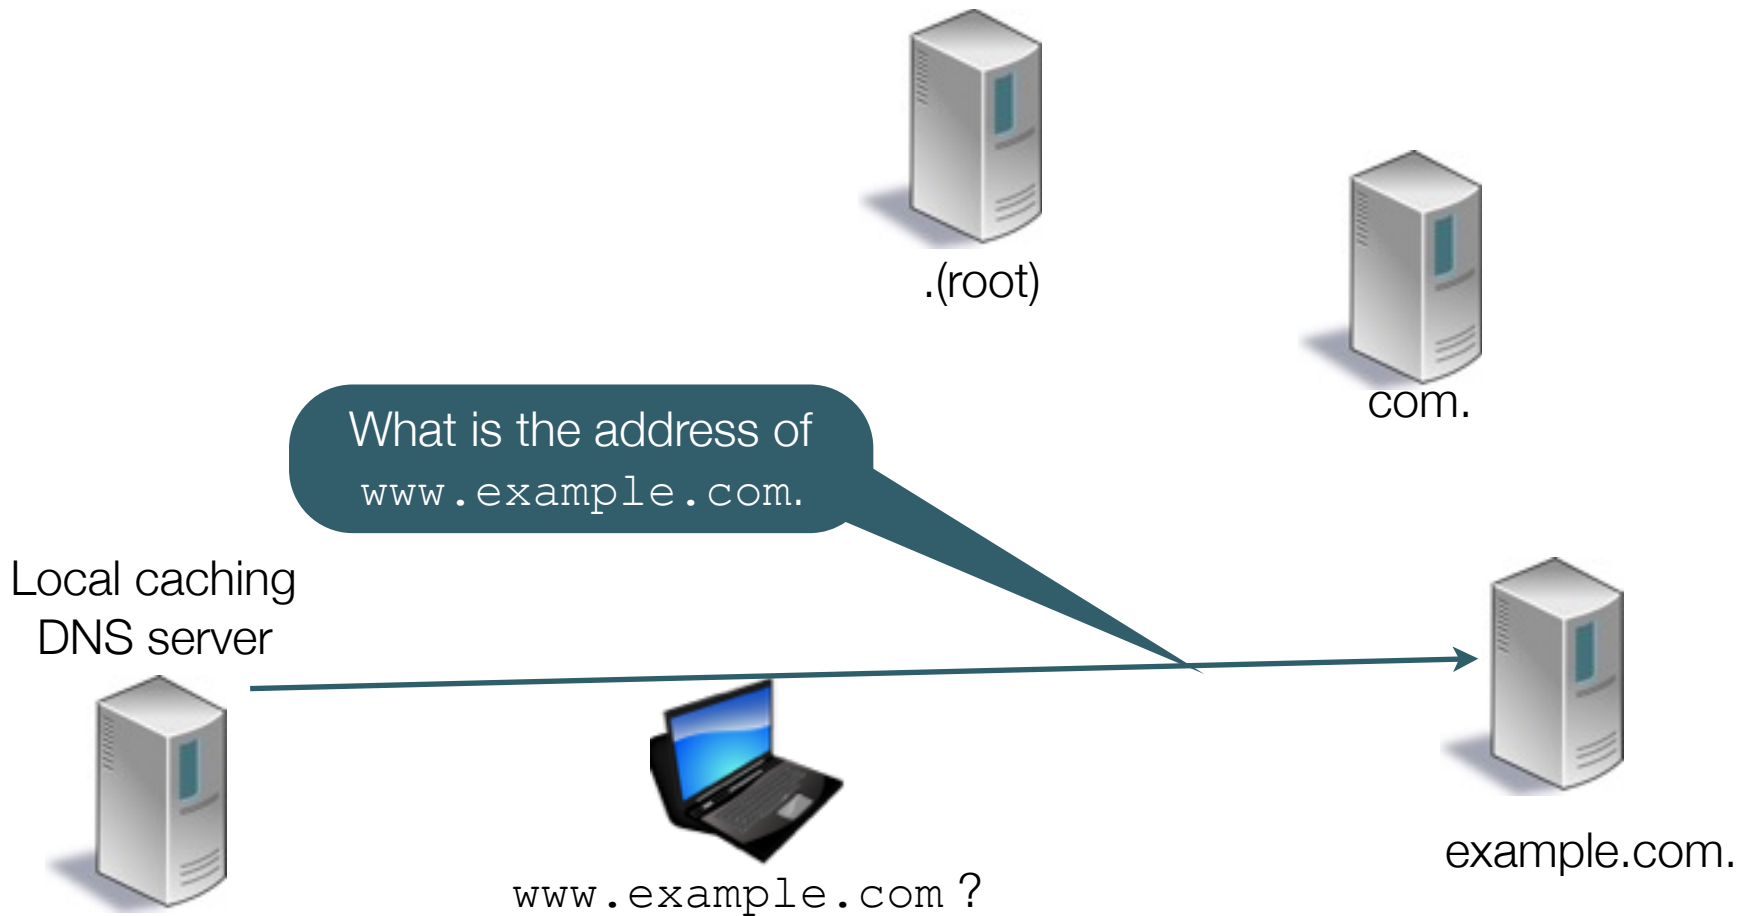 .(root)
com.
What is the address of
www.example.com.
Local caching
DNS server
example.com.
www.example.com ?